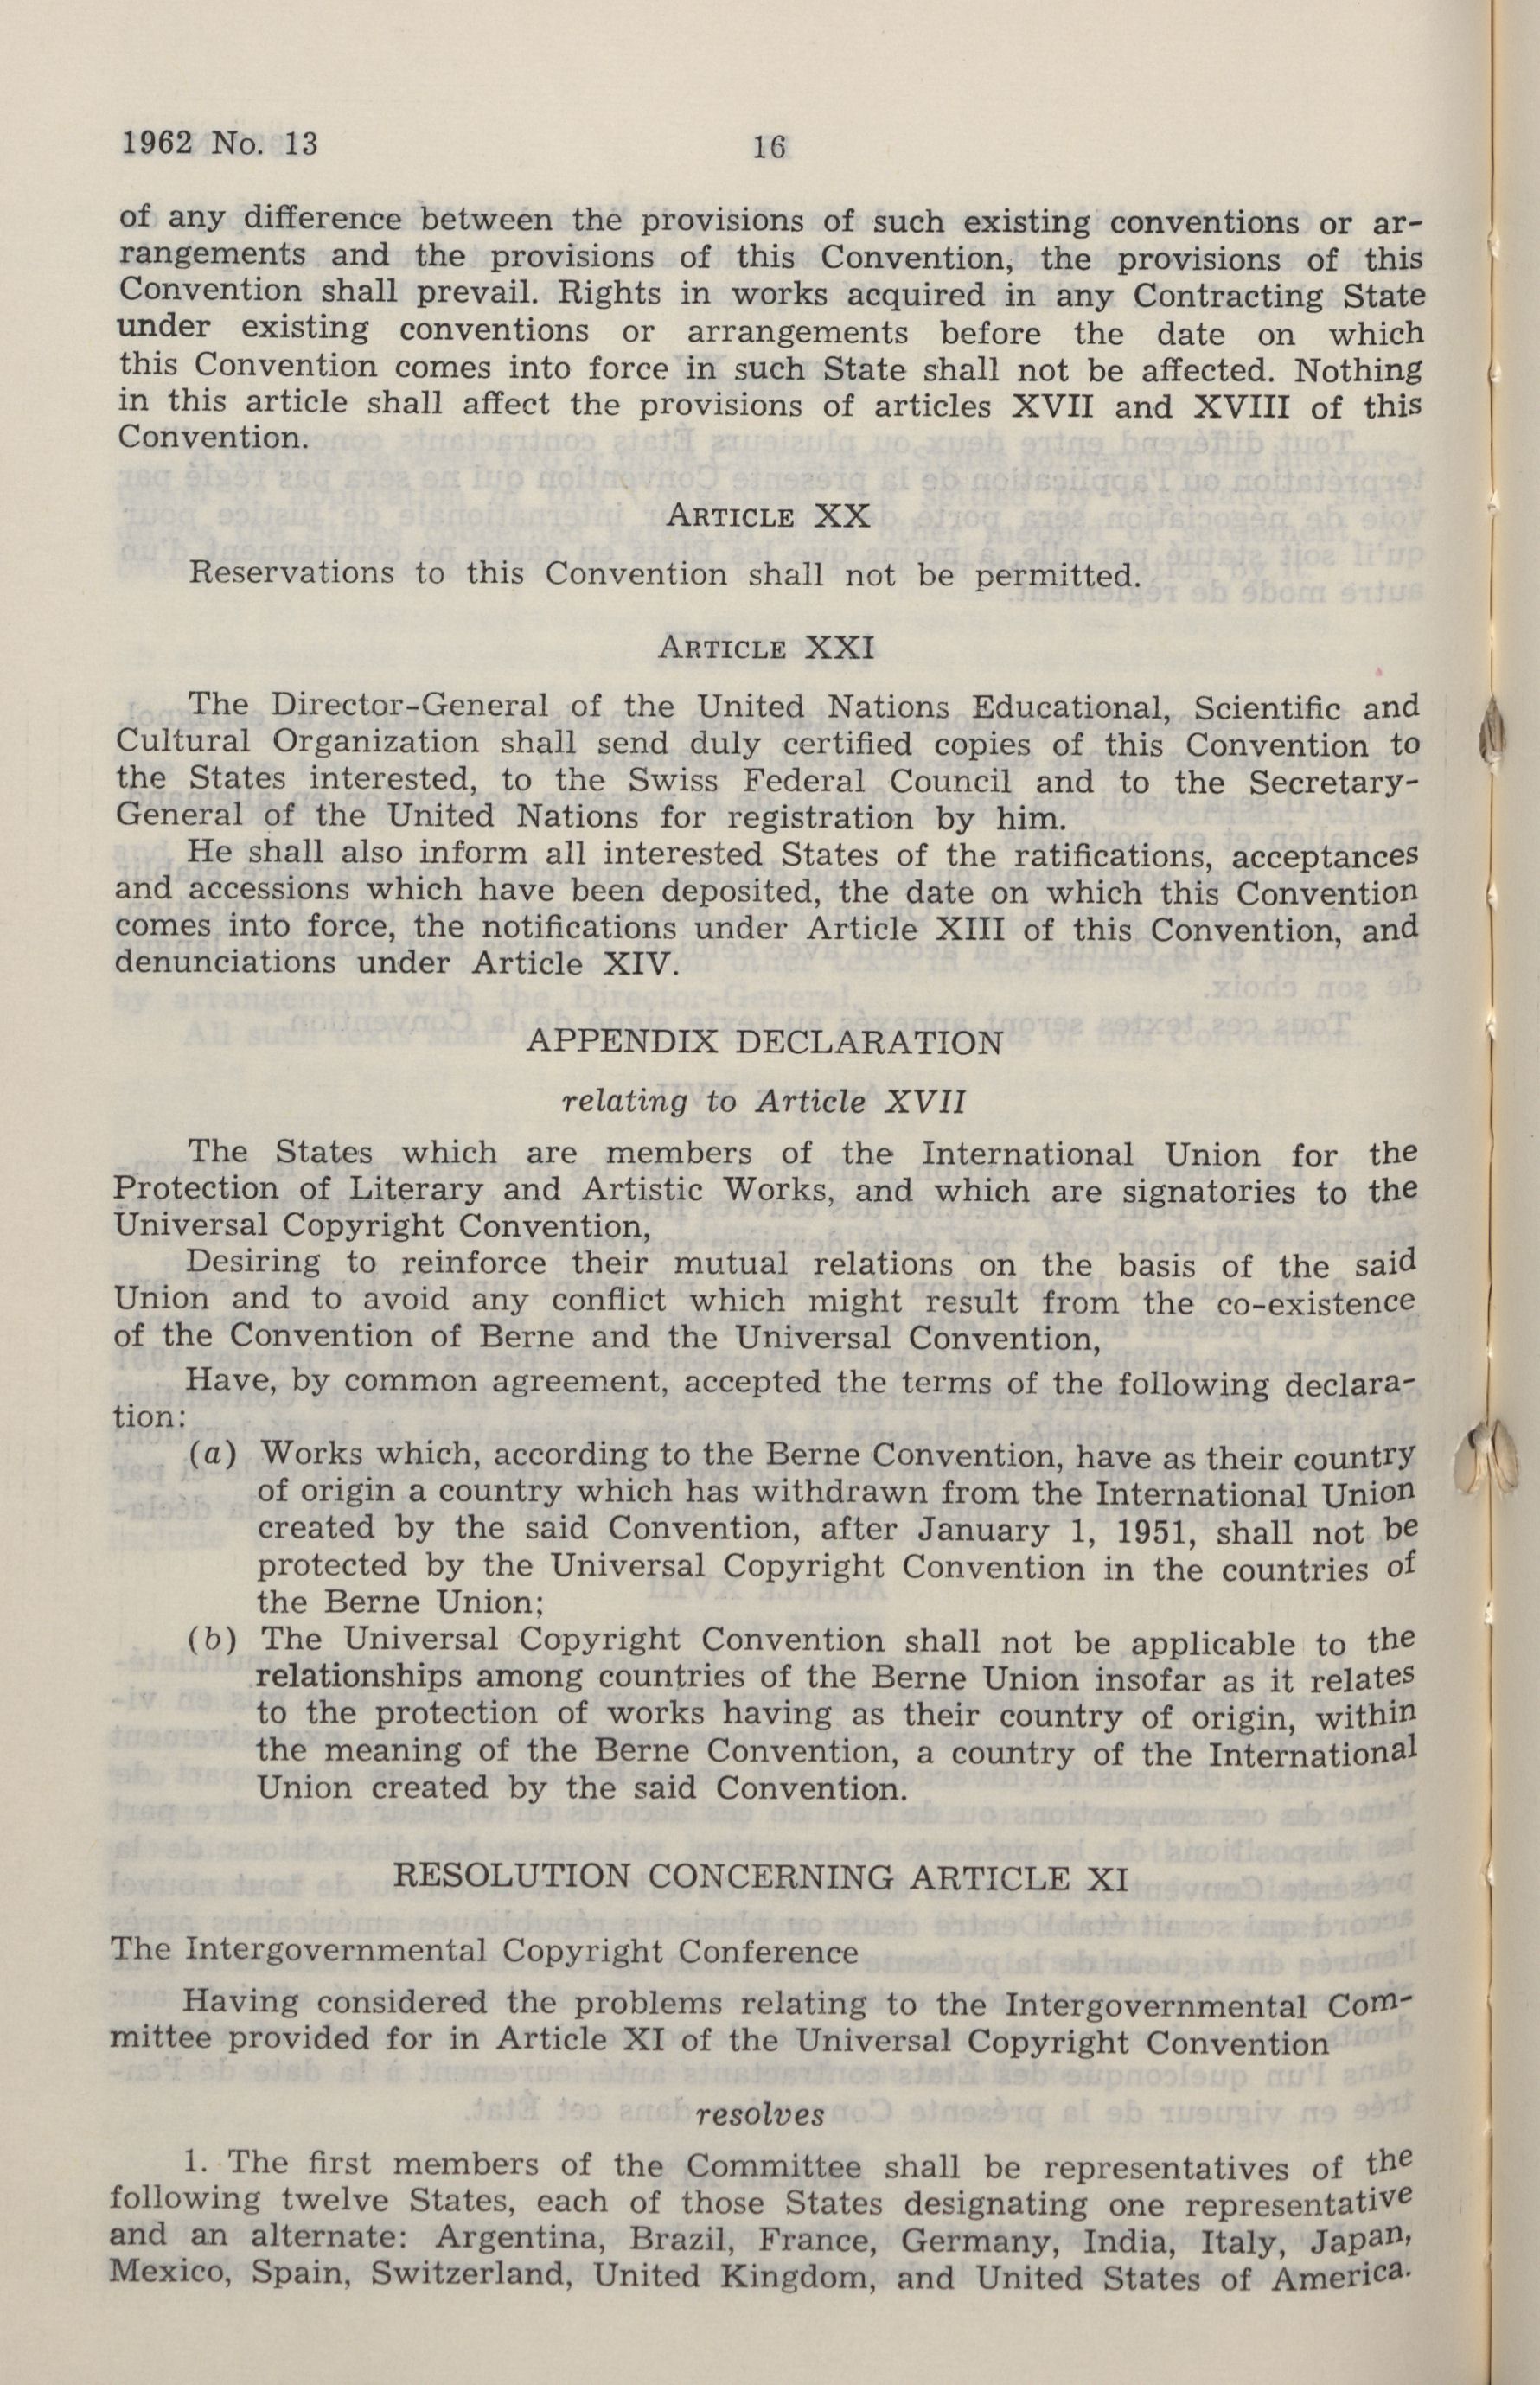 1962 No. 13
16
of any difference between the provisions of such existing conventions or ar-
rangements and the provisions of this Convention, the provisions of this
Convention shall prevail. Rights in works acquired in any Contracting State
under existing conventions or arrangements before the date on which
this Convention comes into force in such State shall not be affected. Nothing
in this article shall affect the provisions of articles XVII and XVIII of this
Convention.
ARTICLE XX
Reservations to this Convention shall not be permitted.
ARTICLE XXI
The Director-General of the United Nations Educational, Scientific and
Cultural Organization shall send duly certified copies of this Convention to
the States interested, to the Swiss Federal Council and to the Secretary-
General of the United Nations for registration by him.
He shall also inform all interested States of the ratifications, acceptances
and accessions which have been deposited, the date on which this Convention
comes into force, the notifications under Article XIII of this Convention, and
denunciations under Article XIV.
APPENDIX DECLARATION
relating to Article XVII
The States which are members of the International Union for the
Protection of Literary and Artistic Works, and which are signatories to the
Universal Copyright Convention,
Desiring to reinforce their mutual relations on the basis of the said
Union and to avoid any conflict which might result from the co-existence
of the Convention of Berne and the Universal Convention,
Have, by common agreement, accepted the terms of the following declara-
tion:
(a) Works which, according to the Berne Convention, have as their country
of origin a country which has withdrawn from the International Union
created by the said Convention, after January 1, 1951, shall not be
protected by the Universal Copyright Convention in the countries of
the Berne Union;
(b) The Universal Copyright Convention shall not be applicable to the
relationships among countries of the Berne Union insofar as it relates
to the protection of works having as their country of origin, within
the meaning of the Berne Convention, a country of the International
Union created by the said Convention.
RESOLUTION CONCERNING ARTICLE XI
The Intergovernmental Copyright Conference
Having considered the problems relating to the Intergovernmental Com-
mittee provided for in Article XI of the Universal Copyright Convention
resolves
1. The first members of the Committee shall be representatives of the
following twelve States, each of those States designating one representative
and an alternate: Argentina, Brazil, France, Germany, India, Italy, Japan,
Mexico, Spain, Switzerland, United Kingdom, and United States of America.